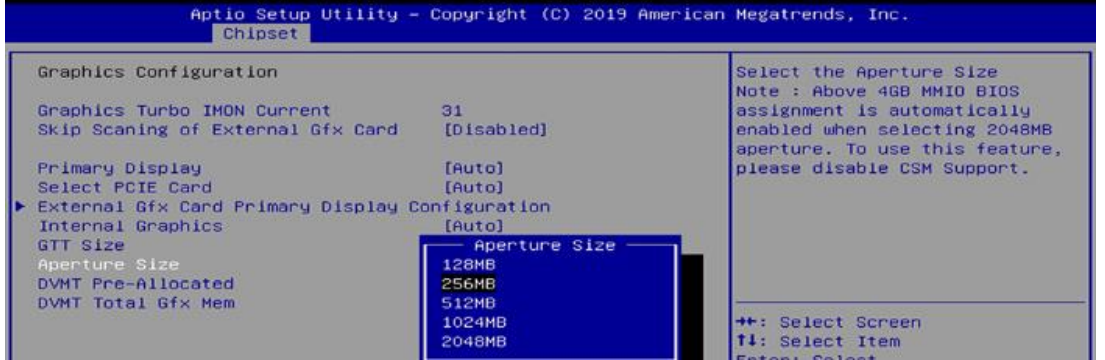 Aptio Setup Utility – Copyright (C) 2019 American Megatrends, Inc.
Chipset
Graphics Configuration
Graphics Turbo IMON Current 31
Skip Scaning of External Gfx Card [Disabled]
Primary Display [Auto]
Select PCIE Card [Auto]
External Gfx Card Primary Display Configuration
Internal Graphics [Auto]
GTT Size
Aperture Size
DVMT Pre-Allocated
DVMT Total Gfx Mem
Aperture Size
128MB
256MB
512MB
1024MB
2048MB
Select the Aperture Size
Note : Above 4GB MMIO BIOS
assignment is automatically
enabled when selecting 2048MB
aperture. To use this feature,
please disable CSM Support.
→←: Select Screen
↑↓: Select Item
Enter: Select